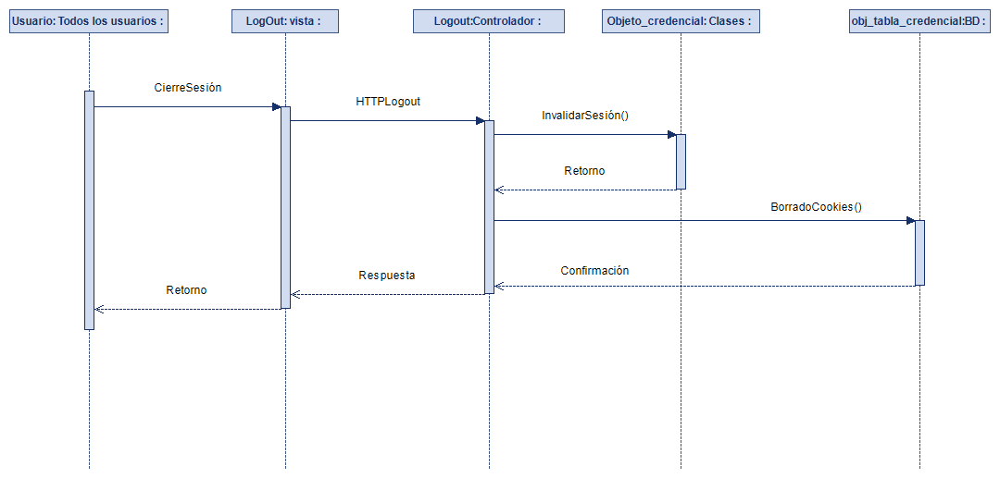 Usuario: Todos los usuarios :
LogOut: vista :
Logout:Controlador :
Objeto_credencial: Clases :
obj_tabla_credencial:BD :
CierreSesión
HTTPLogout
InvalidarSesión()
Retorno
BorradoCookies()
Confirmación
Respuesta
Retorno